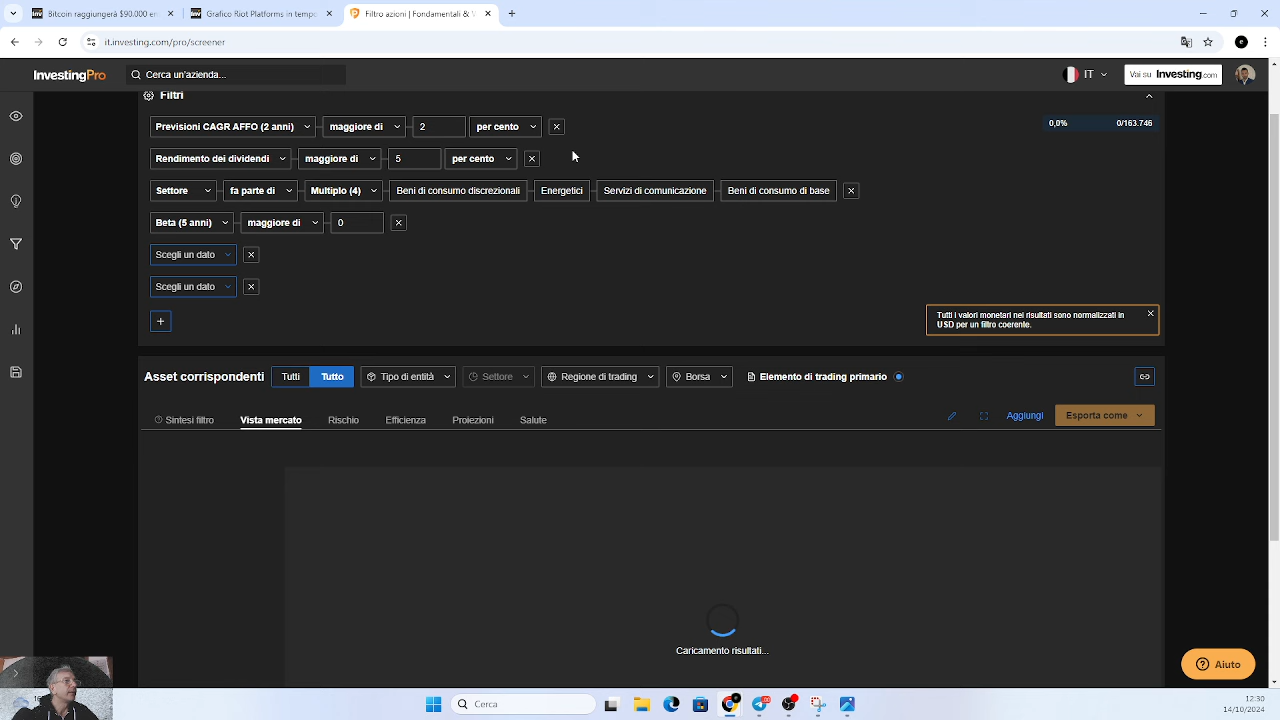 Bitcoin raggiungerà $90.000 en
Grafico Riot Platforms in tempo
Filtro azioni | Fondamentali & V
it.investing.com/pro/screener
InvestingPro
Cerca un'azienda...
IT
Vai su Investing.com
Filtri
Previsioni CAGR AFFO (2 anni) maggiore di 2 per cento
0,0% 0/163.746
Rendimento dei dividendi maggiore di 5 per cento
Settore fa parte di Multiplo (4) Beni di consumo discrezionali Energetici Servizi di comunicazione Beni di consumo di base
Beta (5 anni) maggiore di 0
Scegli un dato
Scegli un dato
Tutti i valori monetari nei risultati sono normalizzati in
USD per un filtro coerente.
Asset corrispondenti Tutti Tutto Tipo di entità Settore Regione di trading Borsa Elemento di trading primario
Sintesi filtro Vista mercato Rischio Efficienza Proiezioni Salute Aggiungi Esporta come
Caricamento risultati...
Aiuto
Cerca
12.30
14/10/2024